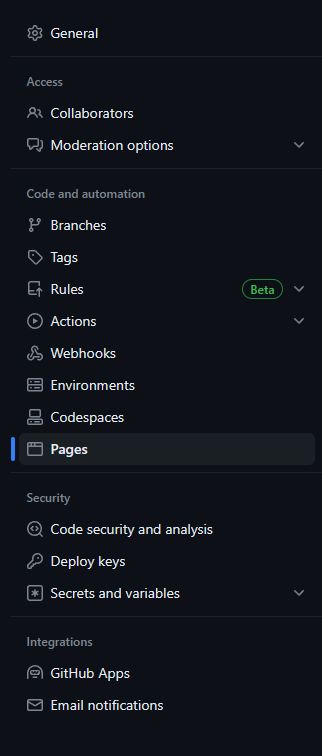 General
Access
Collaborators
Moderation options
Code and automation
Branches
Tags
Rules Beta
Actions
Webhooks
Environments
Codespaces
Pages
Security
Code security and analysis
Deploy keys
Secrets and variables
Integrations
GitHub Apps
Email notifications